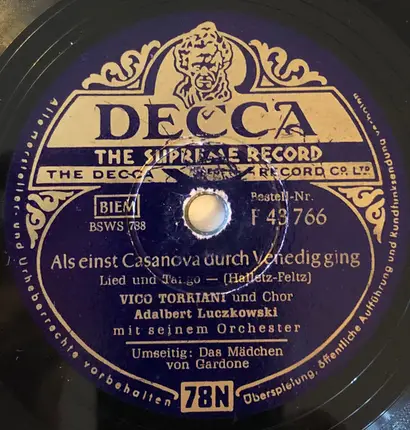 DECCA
THE SUPREME RECORD
THE DECCA RECORD CO. LTD
BIEM
BSWS 788
Bestell-Nr.
F 43 766
Als einst Casanova durch Venedig ging
Lied und Tango — (Halletz-Feltz)
VICO TORRIANI und Chor
Adalbert Luczkowski
mit seinem Orchester
Umseitig: Das Mädchen
von Gardone
78N
Alle Hersteller- und Urheberrechte vorbehalten
Überspielung, öffentliche Aufführung und Rundfunksendung verboten